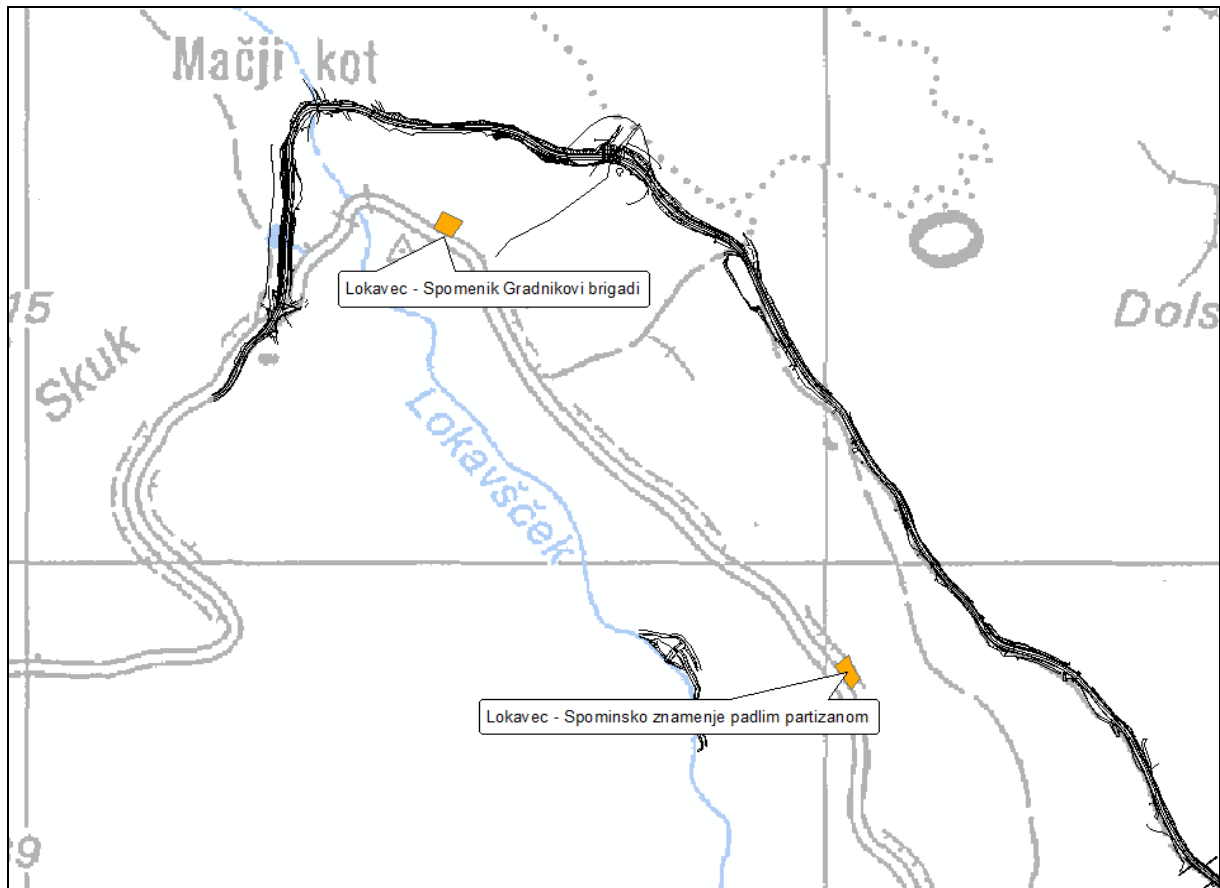 Mačji kot
Lokavec - Spomenik Gradnikovi brigadi
15
Dols
Skuk
Lokavšček
Lokavec - Spominsko znamenje padlim partizanom
9